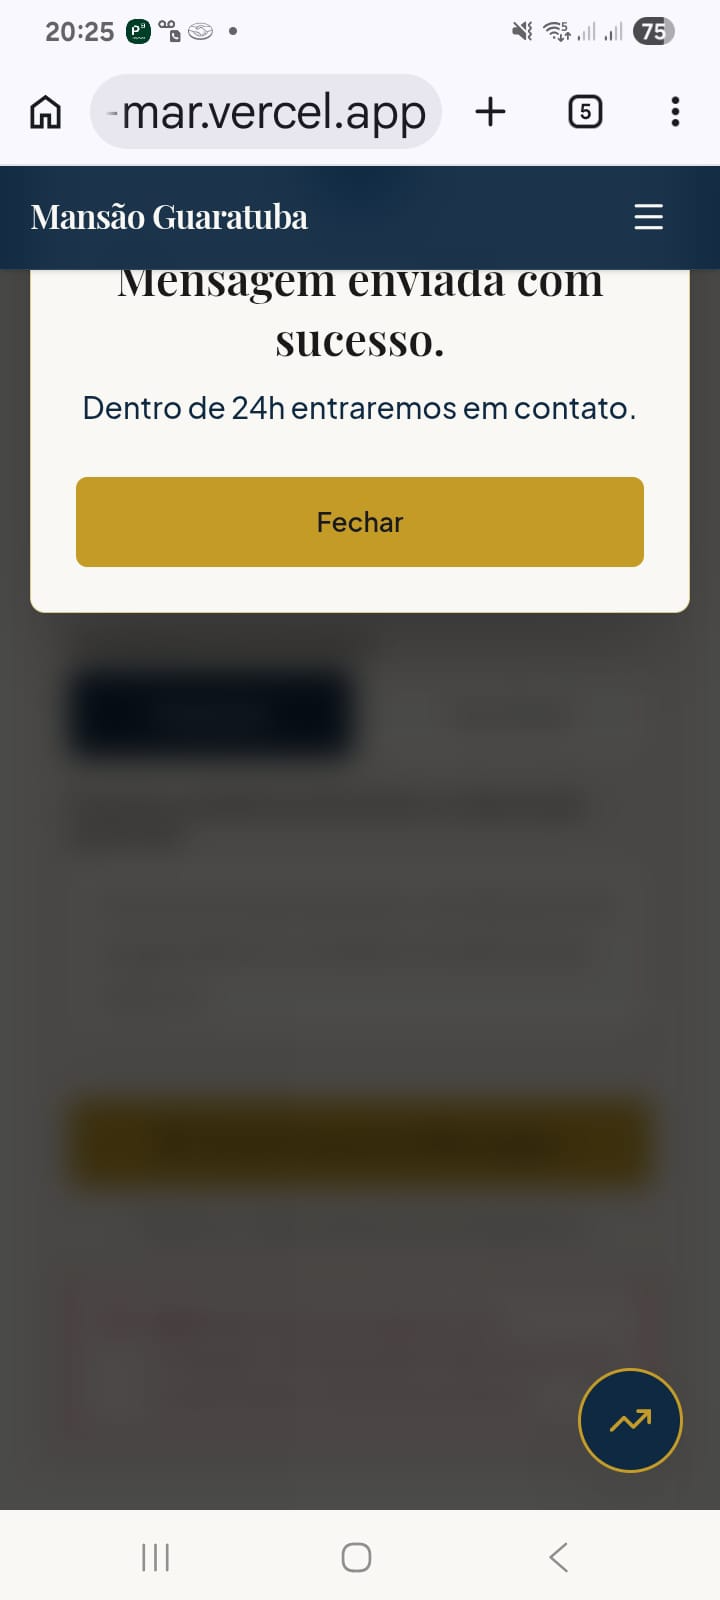 20:25
5
75
-mar.vercel.app
5
Mansão Guaratuba
Mensagem enviada com
sucesso.
Dentro de 24h entraremos em contato.
Fechar